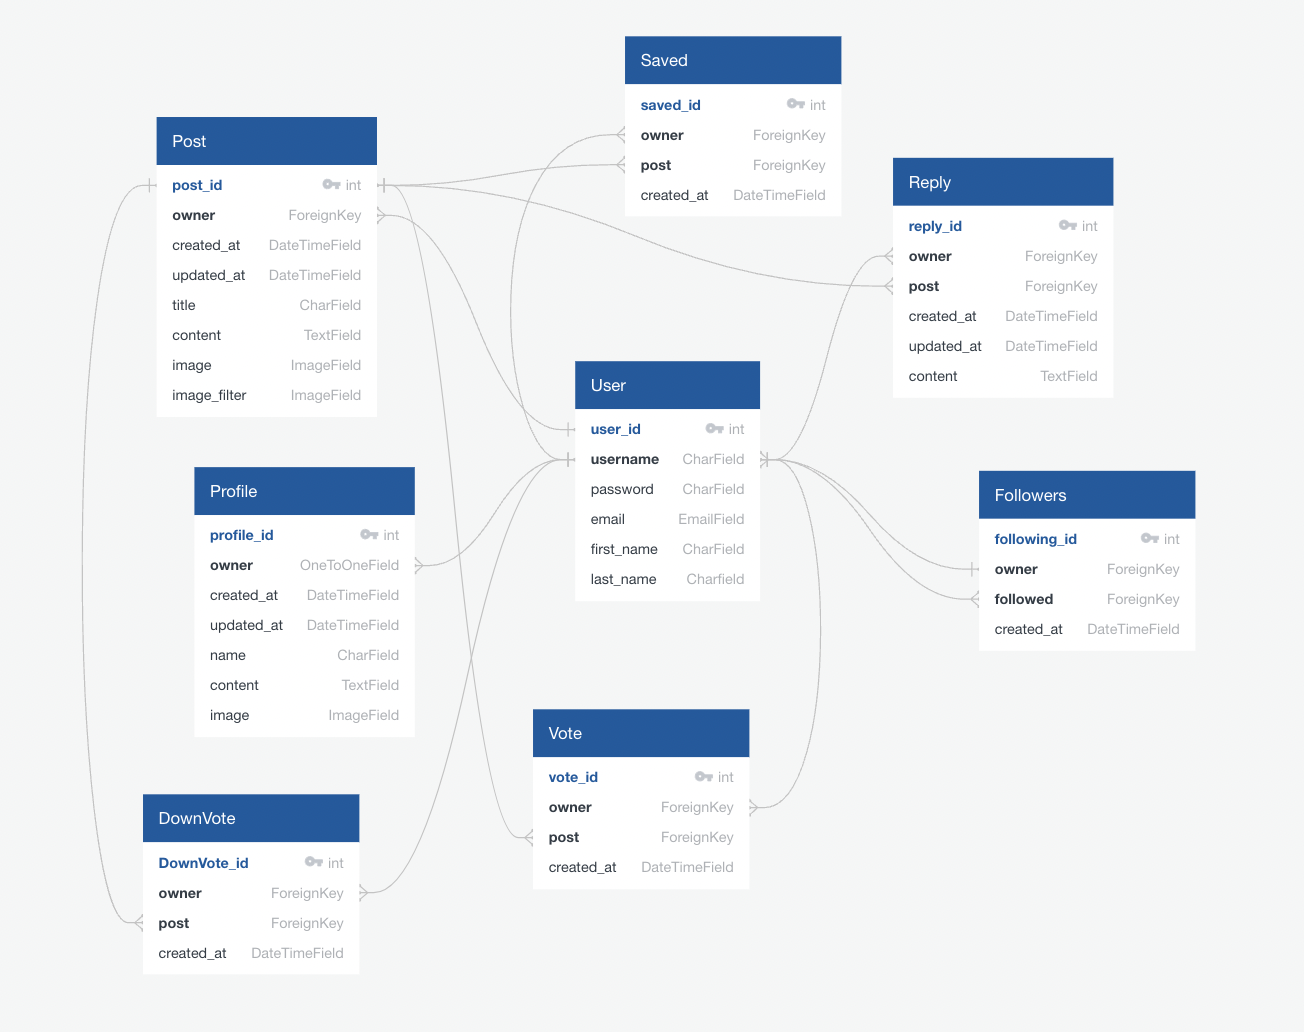 Saved
saved_id int
owner ForeignKey
post ForeignKey
created_at DateTimeField
Post
post_id int
owner ForeignKey
created_at DateTimeField
updated_at DateTimeField
title CharField
content TextField
image ImageField
image_filter ImageField
Reply
reply_id int
owner ForeignKey
post ForeignKey
created_at DateTimeField
updated_at DateTimeField
content TextField
User
user_id int
username CharField
password CharField
email EmailField
first_name CharField
last_name Charfield
Profile
profile_id int
owner OneToOneField
created_at DateTimeField
updated_at DateTimeField
name CharField
content TextField
image ImageField
Followers
following_id int
owner ForeignKey
followed ForeignKey
created_at DateTimeField
Vote
vote_id int
owner ForeignKey
post ForeignKey
created_at DateTimeField
DownVote
DownVote_id int
owner ForeignKey
post ForeignKey
created_at DateTimeField